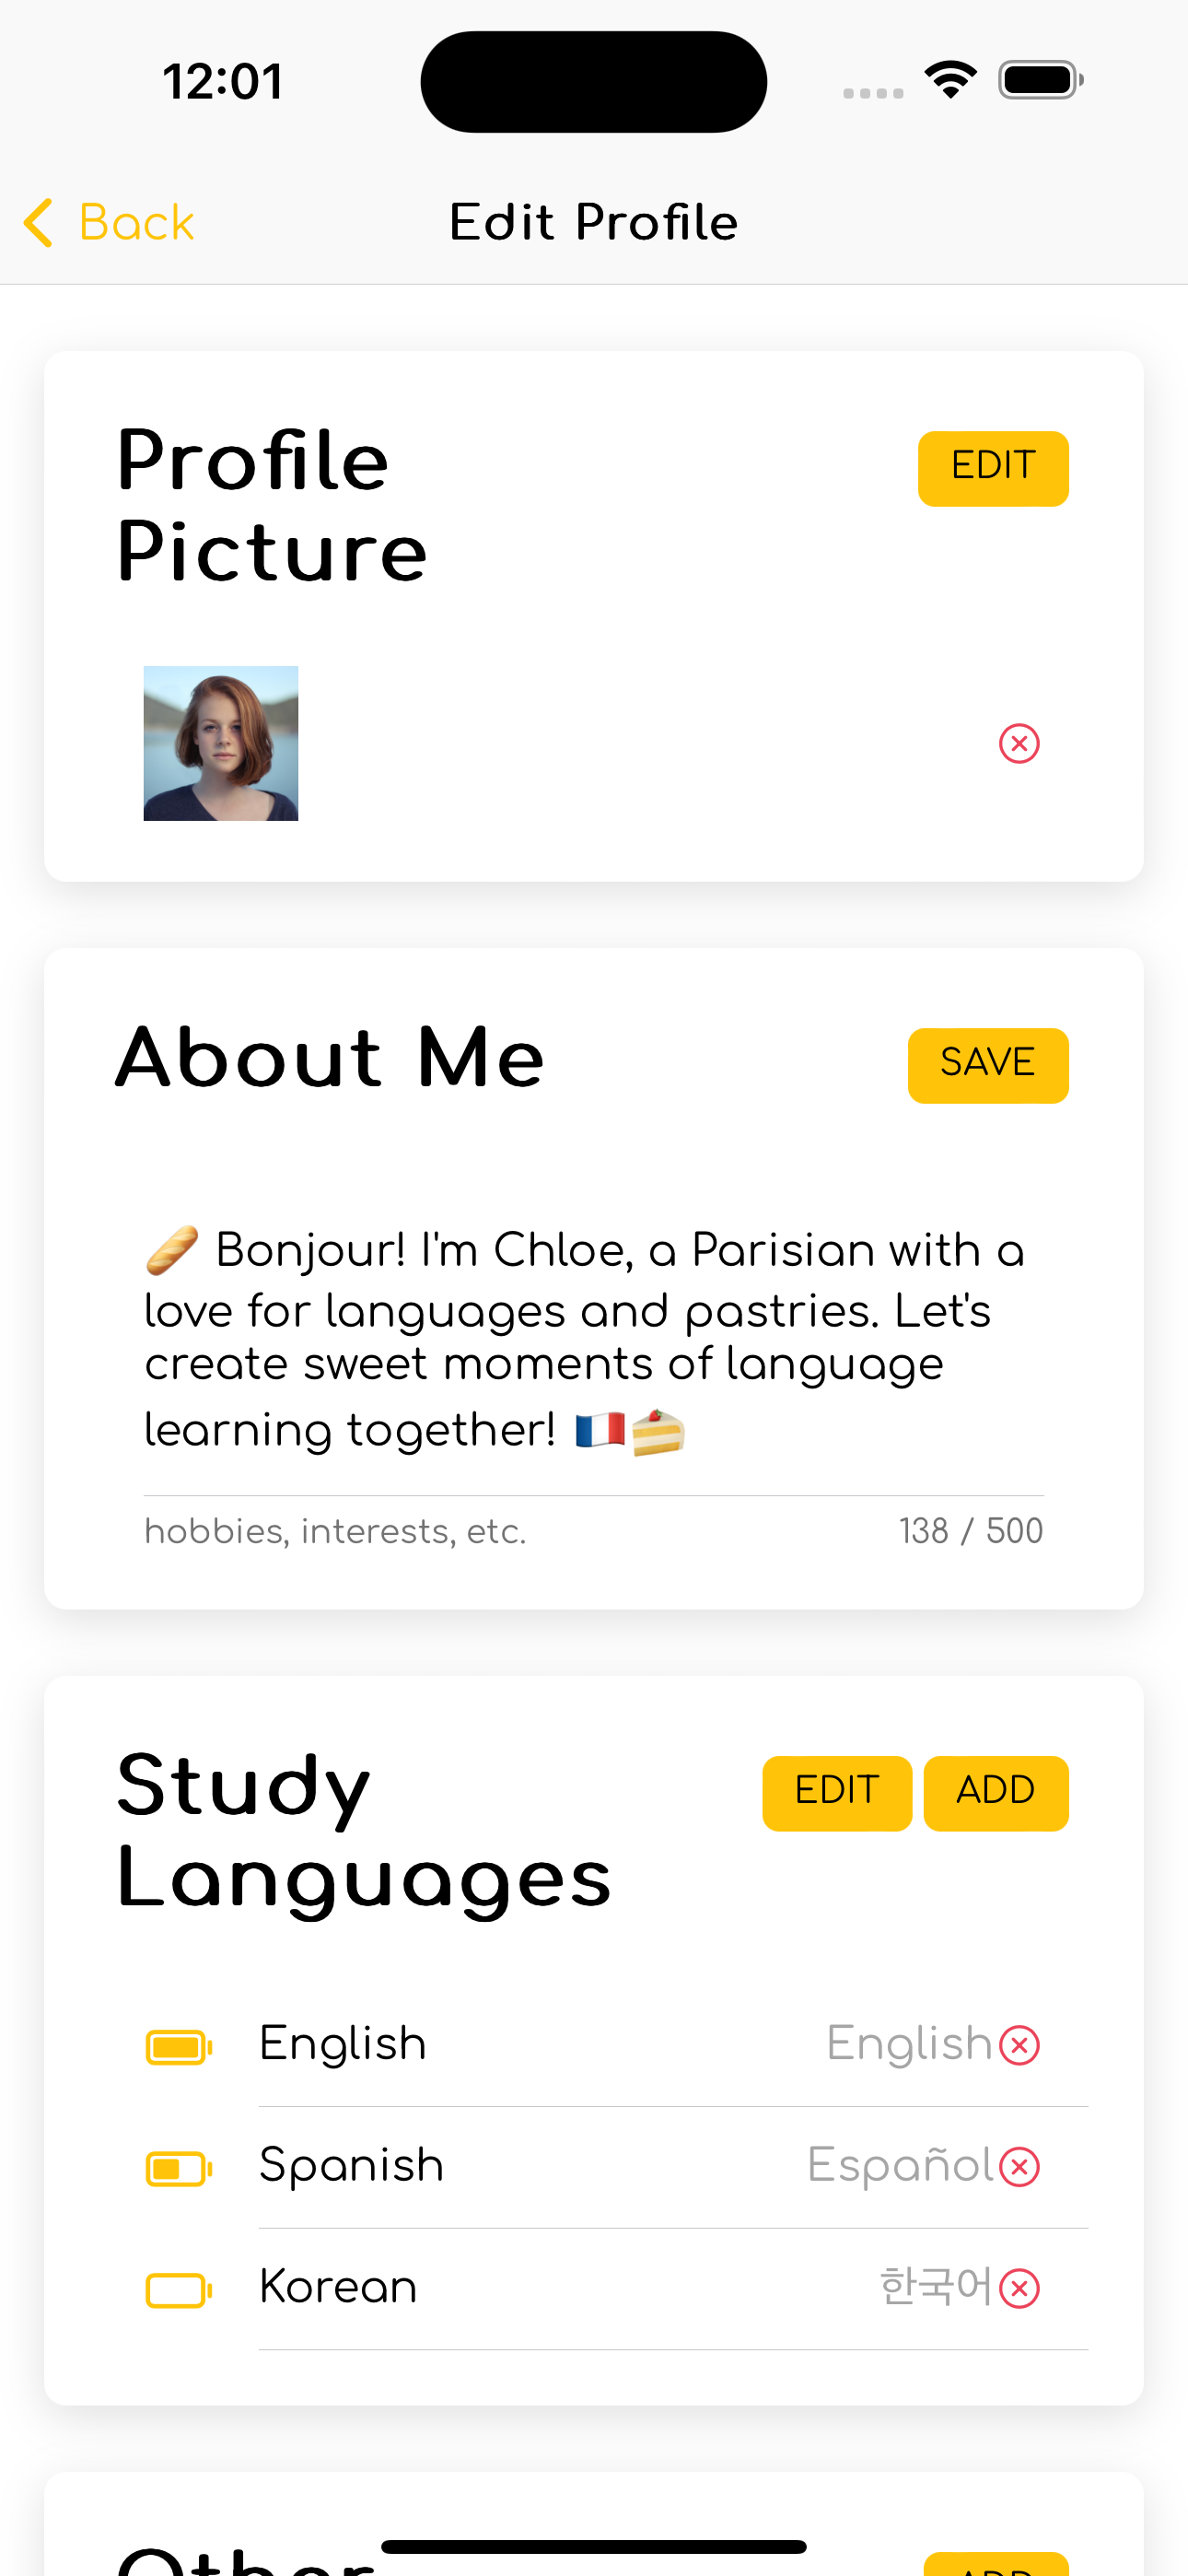 12:01
Back
Edit Profile
Profile
Picture
EDIT
About Me
SAVE
🥖 Bonjour! I'm Chloe, a Parisian with a
love for languages and pastries. Let's
create sweet moments of language
learning together! 🇫🇷🍰
hobbies, interests, etc.
138 / 500
Study
Languages
EDIT
ADD
English
English
Spanish
Español
Korean
한국어
Other
ADD